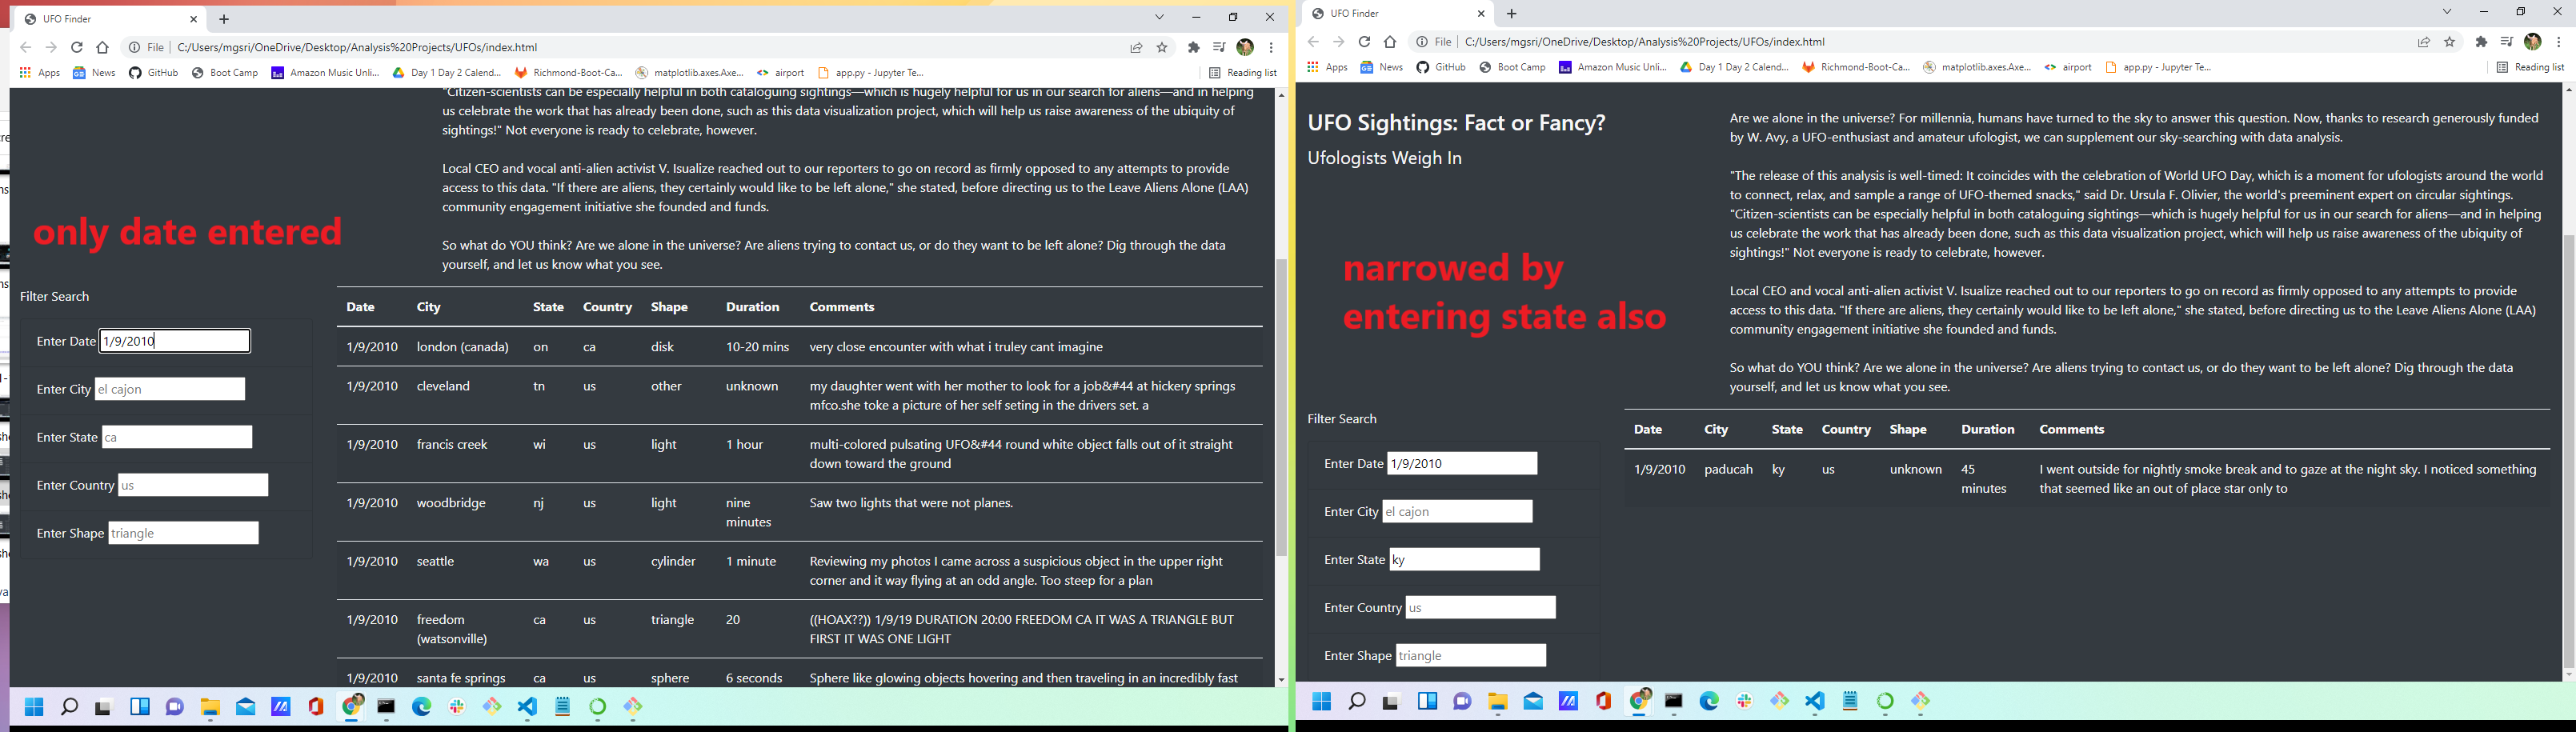 UFO Finder
File
C:/Users/mgsri/OneDrive/Desktop/Analysis%20Projects/UFOs/index.html
Apps News GitHub Boot Camp Amazon Music Unli... Day 1 Day 2 Calend... Richmond-Boot-Ca... matplotlib.axes.Axe... airport app.py - Jupyter Te... Reading list
"Citizen-scientists can be especially helpful in both cataloguing sightings—which is hugely helpful for us in our search for aliens—and in helping
us celebrate the work that has already been done, such as this data visualization project, which will help us raise awareness of the ubiquity of
sightings!" Not everyone is ready to celebrate, however.
Local CEO and vocal anti-alien activist V. Isualize reached out to our reporters to go on record as firmly opposed to any attempts to provide
access to this data. "If there are aliens, they certainly would like to be left alone," she stated, before directing us to the Leave Aliens Alone (LAA)
community engagement initiative she founded and funds.
only date entered
So what do YOU think? Are we alone in the universe? Are aliens trying to contact us, or do they want to be left alone? Dig through the data
yourself, and let us know what you see.
Filter Search
Enter Date 1/9/2010
Enter City el cajon
Enter State ca
Enter Country us
Enter Shape triangle
Date City State Country Shape Duration Comments
1/9/2010 london (canada) on ca disk 10-20 mins very close encounter with what i truley cant imagine
1/9/2010 cleveland tn us other unknown my daughter went with her mother to look for a job&#44 at hickery springs
mfco.she toke a picture of her self seting in the drivers set. a
1/9/2010 francis creek wi us light 1 hour multi-colored pulsating UFO&#44 round white object falls out of it straight
down toward the ground
1/9/2010 woodbridge nj us light nine Saw two lights that were not planes.
minutes
1/9/2010 seattle wa us cylinder 1 minute Reviewing my photos I came across a suspicious object in the upper right
corner and it way flying at an odd angle. Too steep for a plan
1/9/2010 freedom ca us triangle 20 ((HOAX??)) 1/9/19 DURATION 20:00 FREEDOM CA IT WAS A TRIANGLE BUT
(watsonville) FIRST IT WAS ONE LIGHT
1/9/2010 santa fe springs ca us sphere 6 seconds Sphere like glowing objects hovering and then traveling in an incredibly fast
UFO Finder
File
C:/Users/mgsri/OneDrive/Desktop/Analysis%20Projects/UFOs/index.html
Apps News GitHub Boot Camp Amazon Music Unli... Day 1 Day 2 Calend... Richmond-Boot-Ca... matplotlib.axes.Axe... airport app.py - Jupyter Te... Reading list
UFO Sightings: Fact or Fancy?
Ufologists Weigh In
Are we alone in the universe? For millennia, humans have turned to the sky to answer this question. Now, thanks to research generously funded
by W. Avy, a UFO-enthusiast and amateur ufologist, we can supplement our sky-searching with data analysis.
"The release of this analysis is well-timed: It coincides with the celebration of World UFO Day, which is a moment for ufologists around the world
to connect, relax, and sample a range of UFO-themed snacks," said Dr. Ursula F. Olivier, the world's preeminent expert on circular sightings.
"Citizen-scientists can be especially helpful in both cataloguing sightings—which is hugely helpful for us in our search for aliens—and in helping
us celebrate the work that has already been done, such as this data visualization project, which will help us raise awareness of the ubiquity of
sightings!" Not everyone is ready to celebrate, however.
narrowed by
entering state also
Local CEO and vocal anti-alien activist V. Isualize reached out to our reporters to go on record as firmly opposed to any attempts to provide
access to this data. "If there are aliens, they certainly would like to be left alone," she stated, before directing us to the Leave Aliens Alone (LAA)
community engagement initiative she founded and funds.
So what do YOU think? Are we alone in the universe? Are aliens trying to contact us, or do they want to be left alone? Dig through the data
yourself, and let us know what you see.
Filter Search
Enter Date 1/9/2010
Enter City el cajon
Enter State ky
Enter Country us
Enter Shape triangle
Date City State Country Shape Duration Comments
1/9/2010 paducah ky us unknown 45 I went outside for nightly smoke break and to gaze at the night sky. I noticed something
minutes that seemed like an out of place star only to